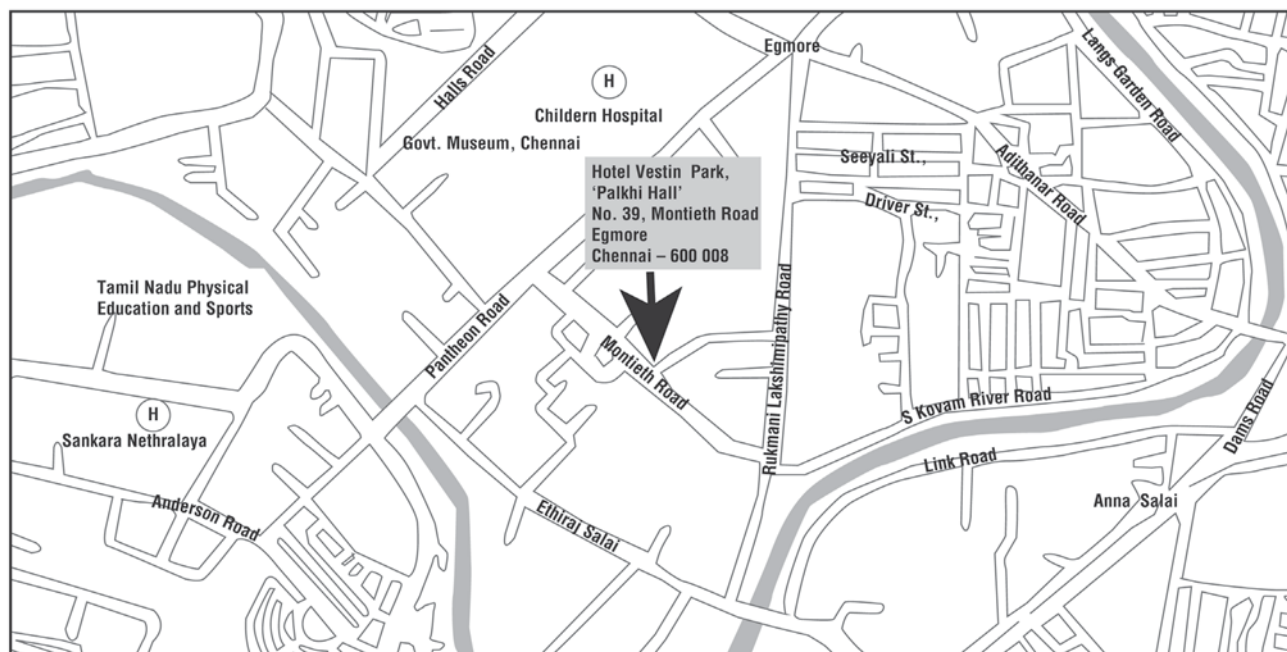 Egmore
Langs Garden Road
Halls Road
H
Childern Hospital
Govt. Museum, Chennai
Seeyali St.,
Adithanar Road
Hotel Vestin Park,
‘Palkhi Hall’
No. 39, Montieth Road
Egmore
Chennai – 600 008
Driver St.,
Tamil Nadu Physical
Education and Sports
Pantheon Road
Montieth Road
Rukmani Lakshmipathy Road
S Kovam River Road
H
Sankara Nethralaya
Dams Road
Link Road
Anderson Road
Ethiraj Salai
Anna Salai